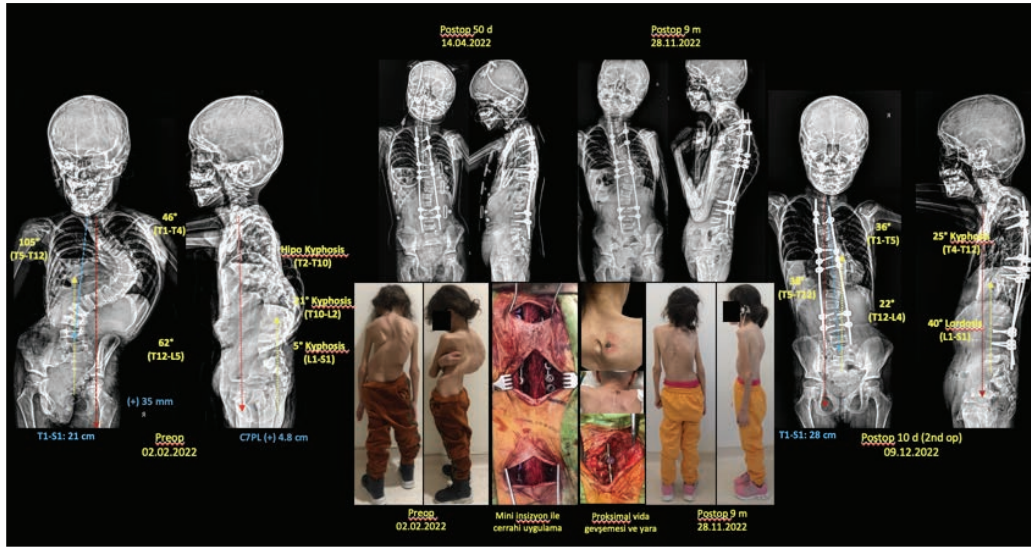 Postop 50 d
14.04.2022
Postop 9 m
28.11.2022
46°
(T1-T4)
105°
(T5-T12)
Hipo Kyphosis
(T2-T10)
Kyphosis
(T10-L2)
5° Kyphosis
(L1-S1)
62°
(T12-L5)
(+) 35 mm
T1-S1: 21 cm
C7PL (+) 4.8 cm
Preop
02.02.2022
36°
(T1-T5)
25° Kyphosis
(T4-T12)
22°
(T12-L4)
40° Lordosis
(L1-S1)
T1-S1: 28 cm
Postop 10 d (2nd op)
09.12.2022
Preop
02.02.2022
Mini insizyon ile
cerrahi uygulama
Proksimal vida
gevşemesi ve yara
Postop 9 m
28.11.2022